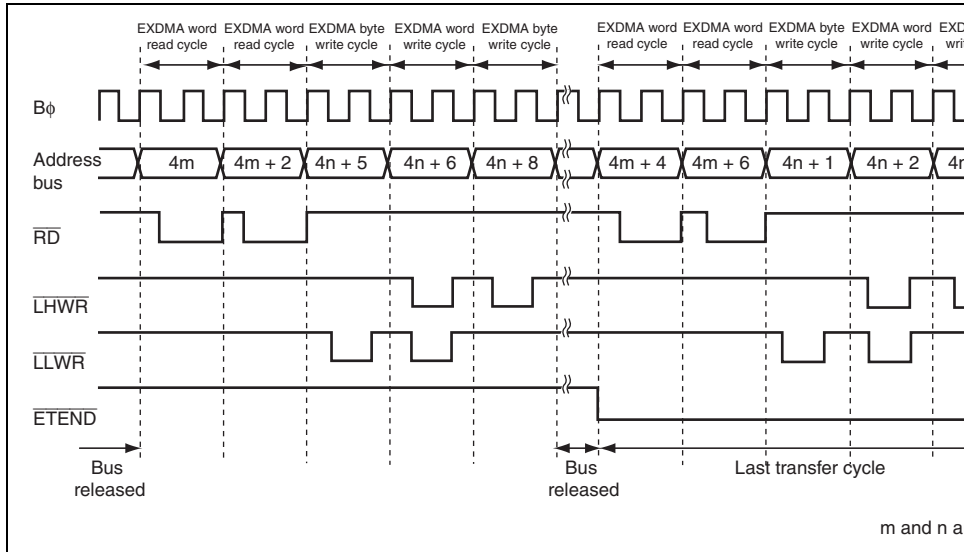 EXDMA word read cycle
EXDMA word read cycle
EXDMA byte write cycle
EXDMA word write cycle
EXDMA byte write cycle
EXDMA word read cycle
EXDMA word read cycle
EXDMA byte write cycle
EXDMA word write cycle
Bϕ
Address bus
4m
4m + 2
4n + 5
4n + 6
4n + 8
4m + 4
4m + 6
4n + 1
4n + 2
RD
LHWR
LLWR
ETEND
Bus released
Bus released
Last transfer cycle
m and n a